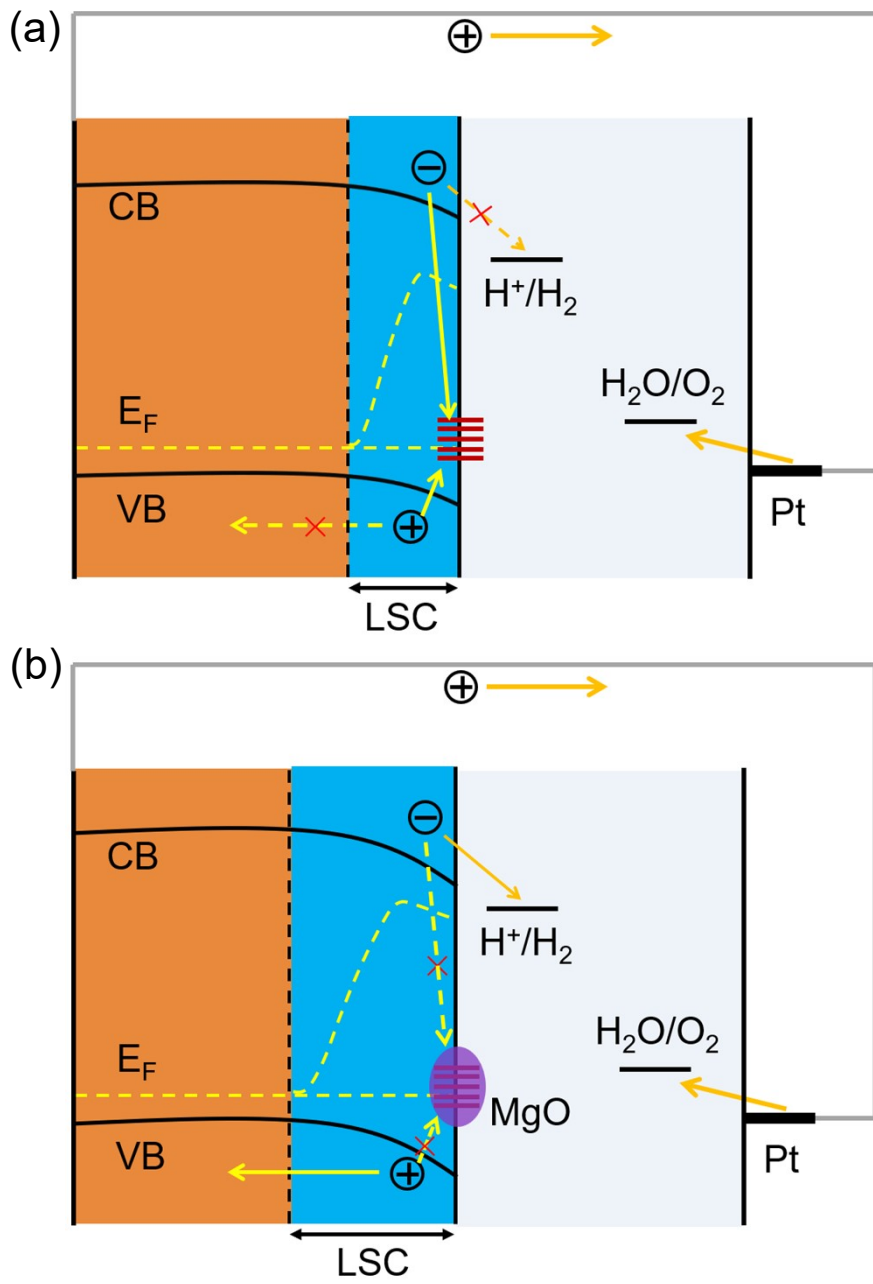 (a)
CB
H⁺/H₂
H₂O/O₂
E_F
VB
Pt
LSC
(b)
CB
H⁺/H₂
H₂O/O₂
E_F
MgO
VB
Pt
LSC